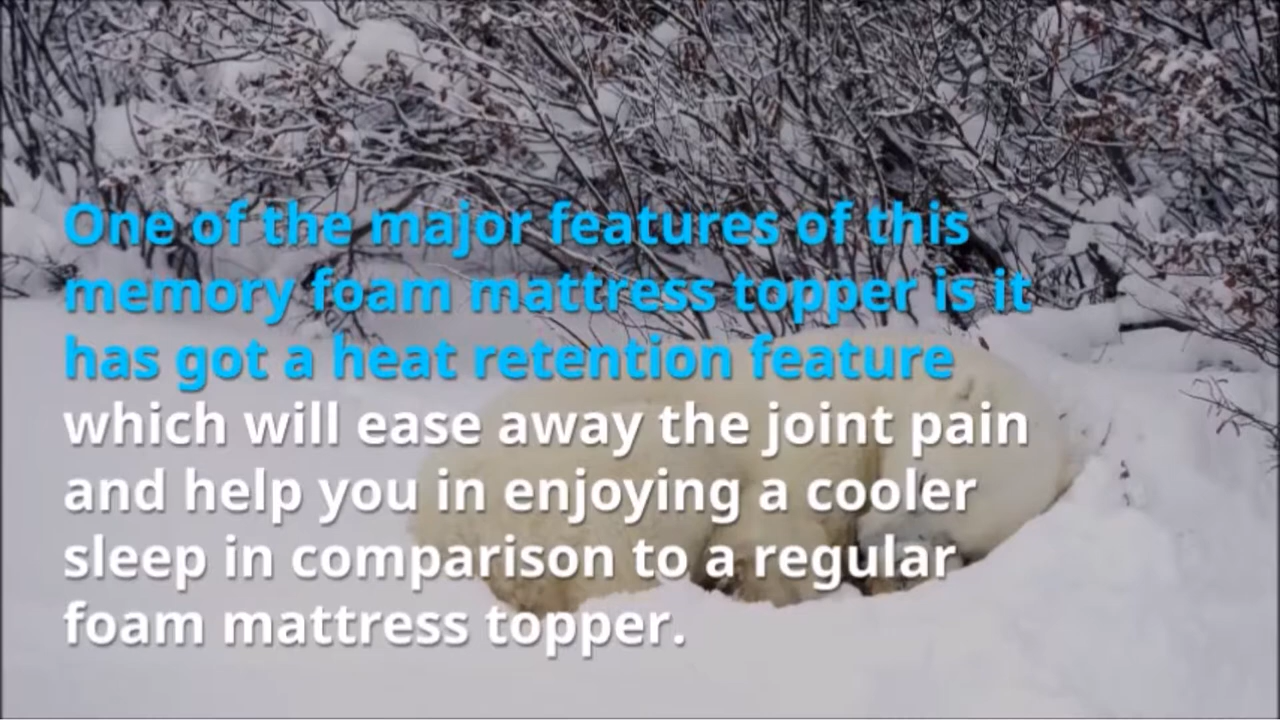 One of the major features of this
memory foam mattress topper is it
has got a heat retention feature
which will ease away the joint pain
and help you in enjoying a cooler
sleep in comparison to a regular
foam mattress topper.